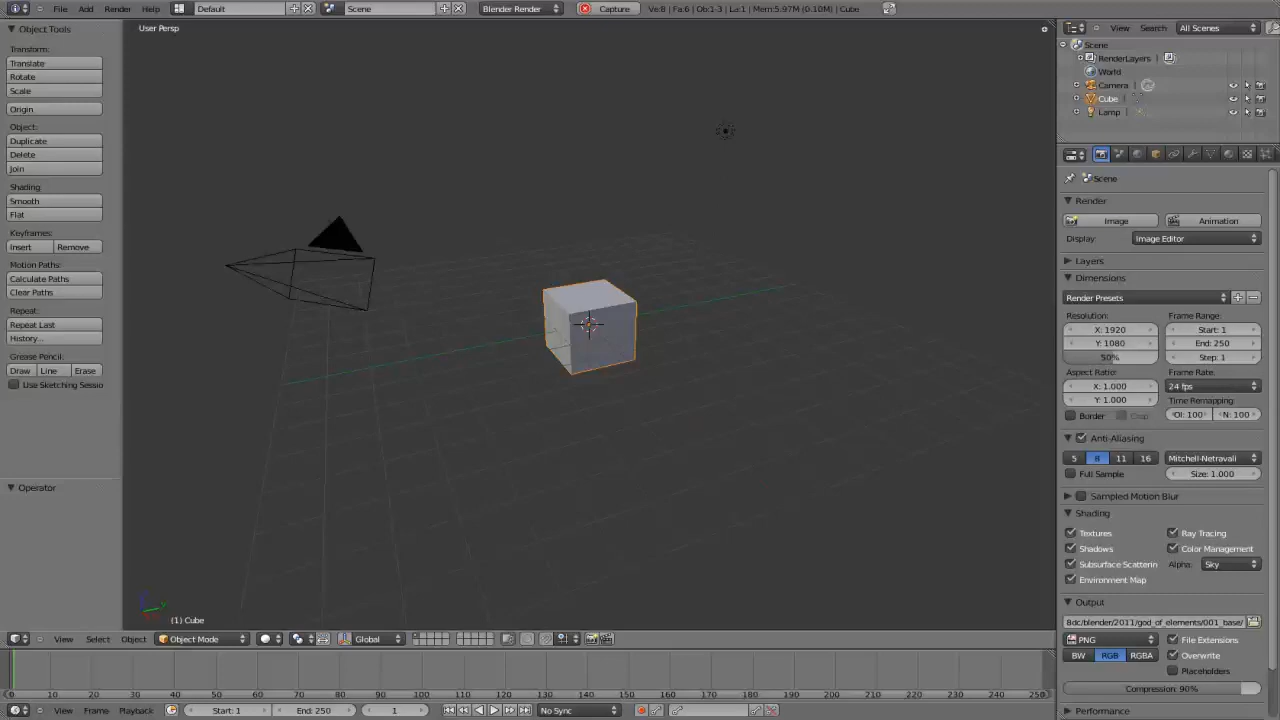 File Add Render Help Default Scene Blender Render Capture Ve:8 | Fa:6 | Ob:1-3 | La:1 | Mem:5.97M (0.10M) | Cube
Object Tools
Transform:
Translate
Rotate
Scale
Origin
Object:
Duplicate
Delete
Join
Shading:
Smooth
Flat
Keyframes:
Insert Remove
Motion Paths:
Calculate Paths
Clear Paths
Repeat:
Repeat Last
History...
Grease Pencil:
Draw Line Erase
Use Sketching Sessio
Operator
User Persp
(1) Cube
View Select Object Object Mode Global
0 10 20 30 40 50 60 70 80 90 100 110 120 130 140 150 160 170 180 190 200 210 220 230 240 250
View Frame Playback Start: 1 End: 250 1 No Sync
View Search All Scenes
Scene
RenderLayers
World
Camera
Cube
Lamp
Scene
Render
Image Animation
Display: Image Editor
Layers
Dimensions
Render Presets
Resolution: Frame Range:
X: 1920 Start: 1
Y: 1080 End: 250
50% Step: 1
Aspect Ratio: Frame Rate:
X: 1.000 24 fps
Y: 1.000 Time Remapping:
Border Crop Ol: 100 N: 100
Anti-Aliasing
5 8 11 16 Mitchell-Netravali
Full Sample Size: 1.000
Sampled Motion Blur
Shading
Textures Ray Tracing
Shadows Color Management
Subsurface Scatterin Alpha: Sky
Environment Map
Output
8dc/blender/2011/god_of_elements/001_base/
PNG File Extensions
BW RGB RGBA Overwrite
Placeholders
Compression: 90%
Performance